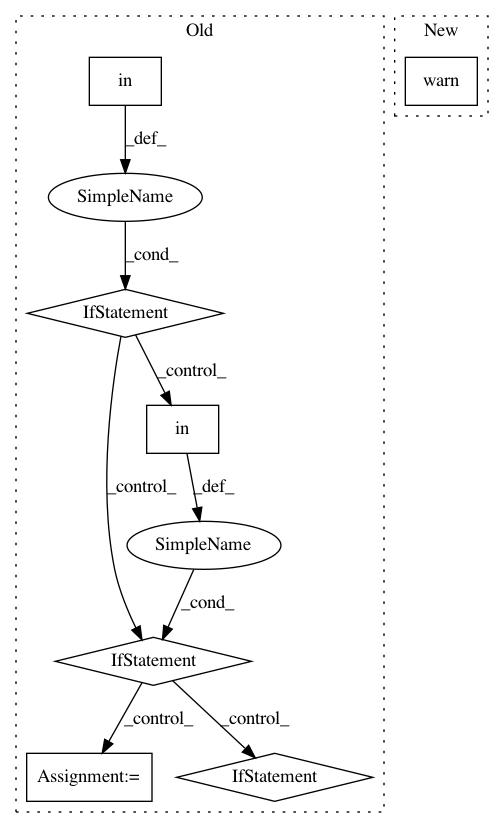 Old
New
in
warn
_def_
SimpleName
_cond_
IfStatement
_control_
in
_control_
_def_
SimpleName
_cond_
IfStatement
_control_
_control_
Assignment:=
IfStatement